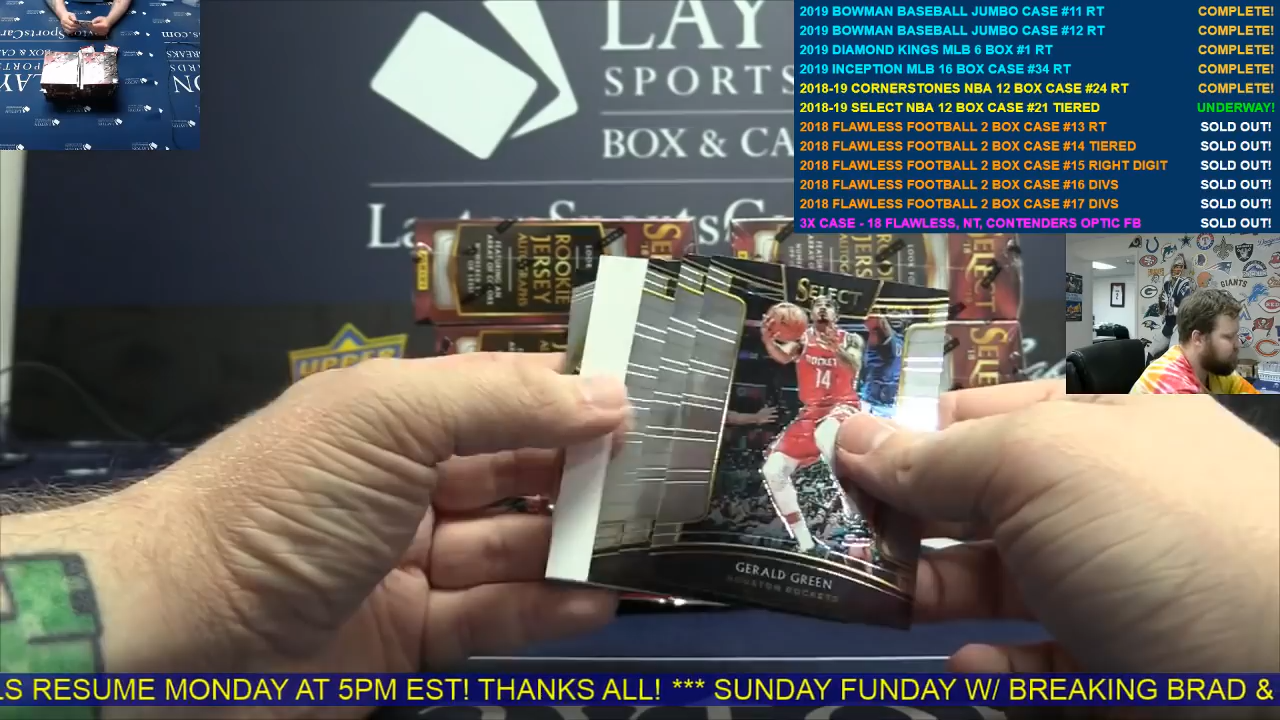 2019 BOWMAN BASEBALL JUMBO CASE #11 RT COMPLETE!
2019 BOWMAN BASEBALL JUMBO CASE #12 RT COMPLETE!
2019 DIAMOND KINGS MLB 6 BOX #1 RT COMPLETE!
2019 INCEPTION MLB 16 BOX CASE #34 RT COMPLETE!
2018-19 CORNERSTONES NBA 12 BOX CASE #24 RT COMPLETE!
2018-19 SELECT NBA 12 BOX CASE #21 TIERED UNDERWAY!
2018 FLAWLESS FOOTBALL 2 BOX CASE #13 RT SOLD OUT!
2018 FLAWLESS FOOTBALL 2 BOX CASE #14 TIERED SOLD OUT!
2018 FLAWLESS FOOTBALL 2 BOX CASE #15 RIGHT DIGIT SOLD OUT!
2018 FLAWLESS FOOTBALL 2 BOX CASE #16 DIVS SOLD OUT!
2018 FLAWLESS FOOTBALL 2 BOX CASE #17 DIVS SOLD OUT!
3X CASE - 18 FLAWLESS, NT, CONTENDERS OPTIC FB SOLD OUT!
LAY
SPORTS
BOX & CA
ROOKIE
JERSEY
SELECT
SELECT
GIANTS
UPPER
SELECT
ROCKET
14
GERALD GREEN
HOUSTON ROCKETS
LS RESUME MONDAY AT 5PM EST! THANKS ALL! *** SUNDAY FUNDAY W/ BREAKING BRAD &